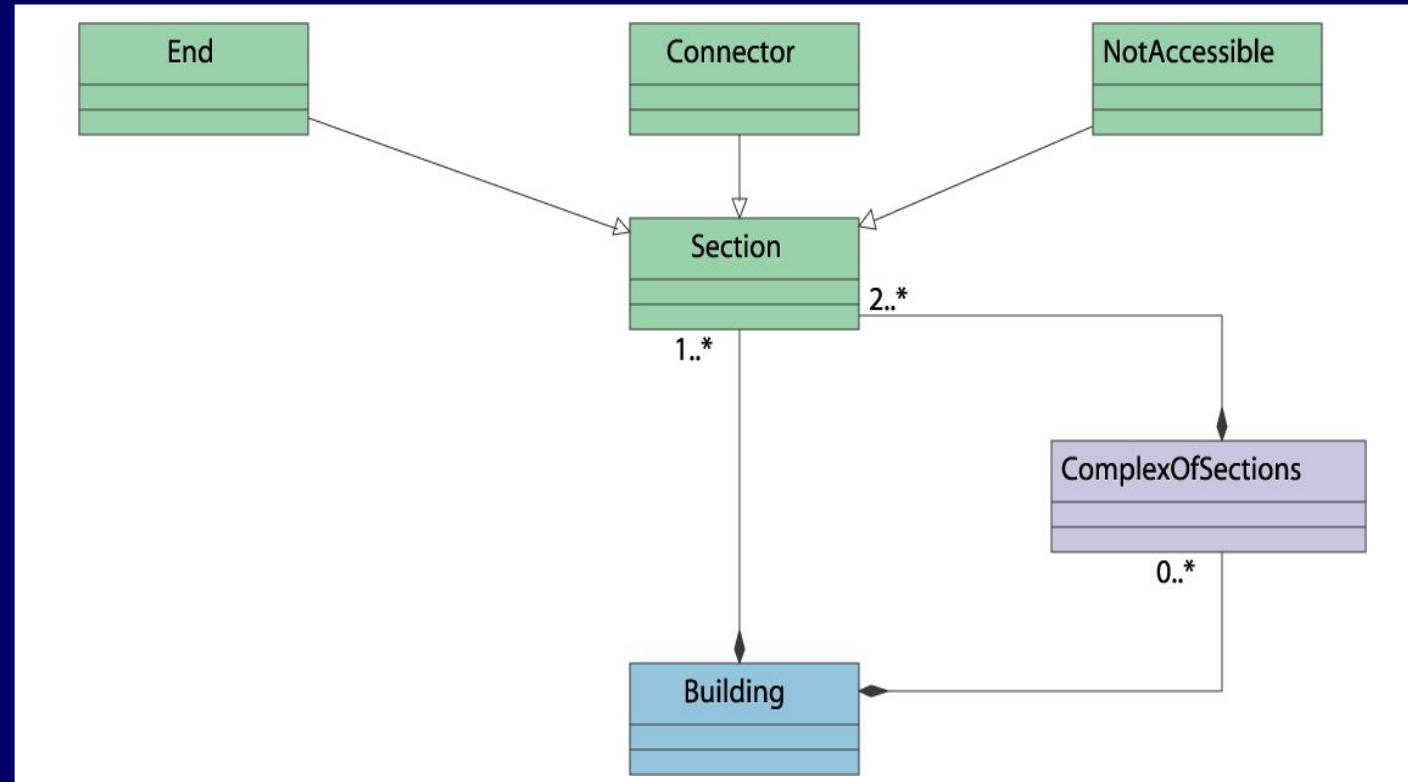 End
Connector
NotAccessible
Section
2..*
1..*
ComplexOfSections
0..*
Building